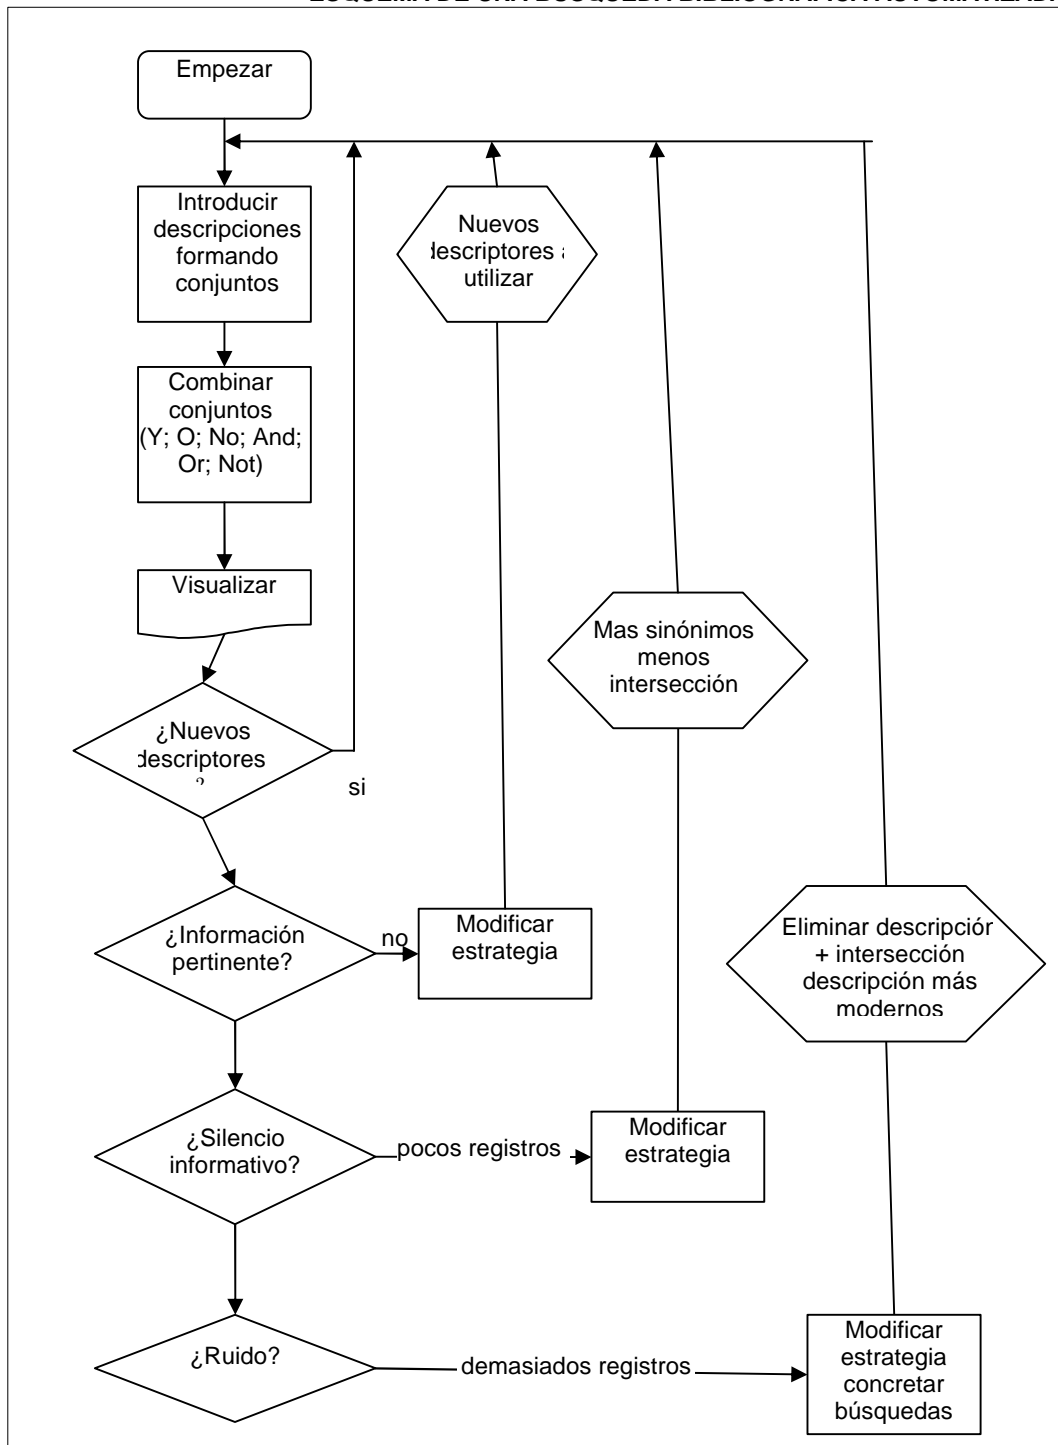 Empezar
Introducir
descripciones
formando
conjuntos
Nuevos
utilizar
Combinar
conjuntos
(Y; O; No; And;
Or; Not)
Visualizar
Mas sinónimos
menos
intersección
¿Nuevos
descriptores
?
si
¿Información
pertinente?
no
Modificar
estrategia
Eliminar descripción
+ intersección
descripción más
modernos
¿Silencio
informativo?
pocos registros
Modificar
estrategia
¿Ruido?
demasiados registros
Modificar
estrategia
concretar
búsquedas